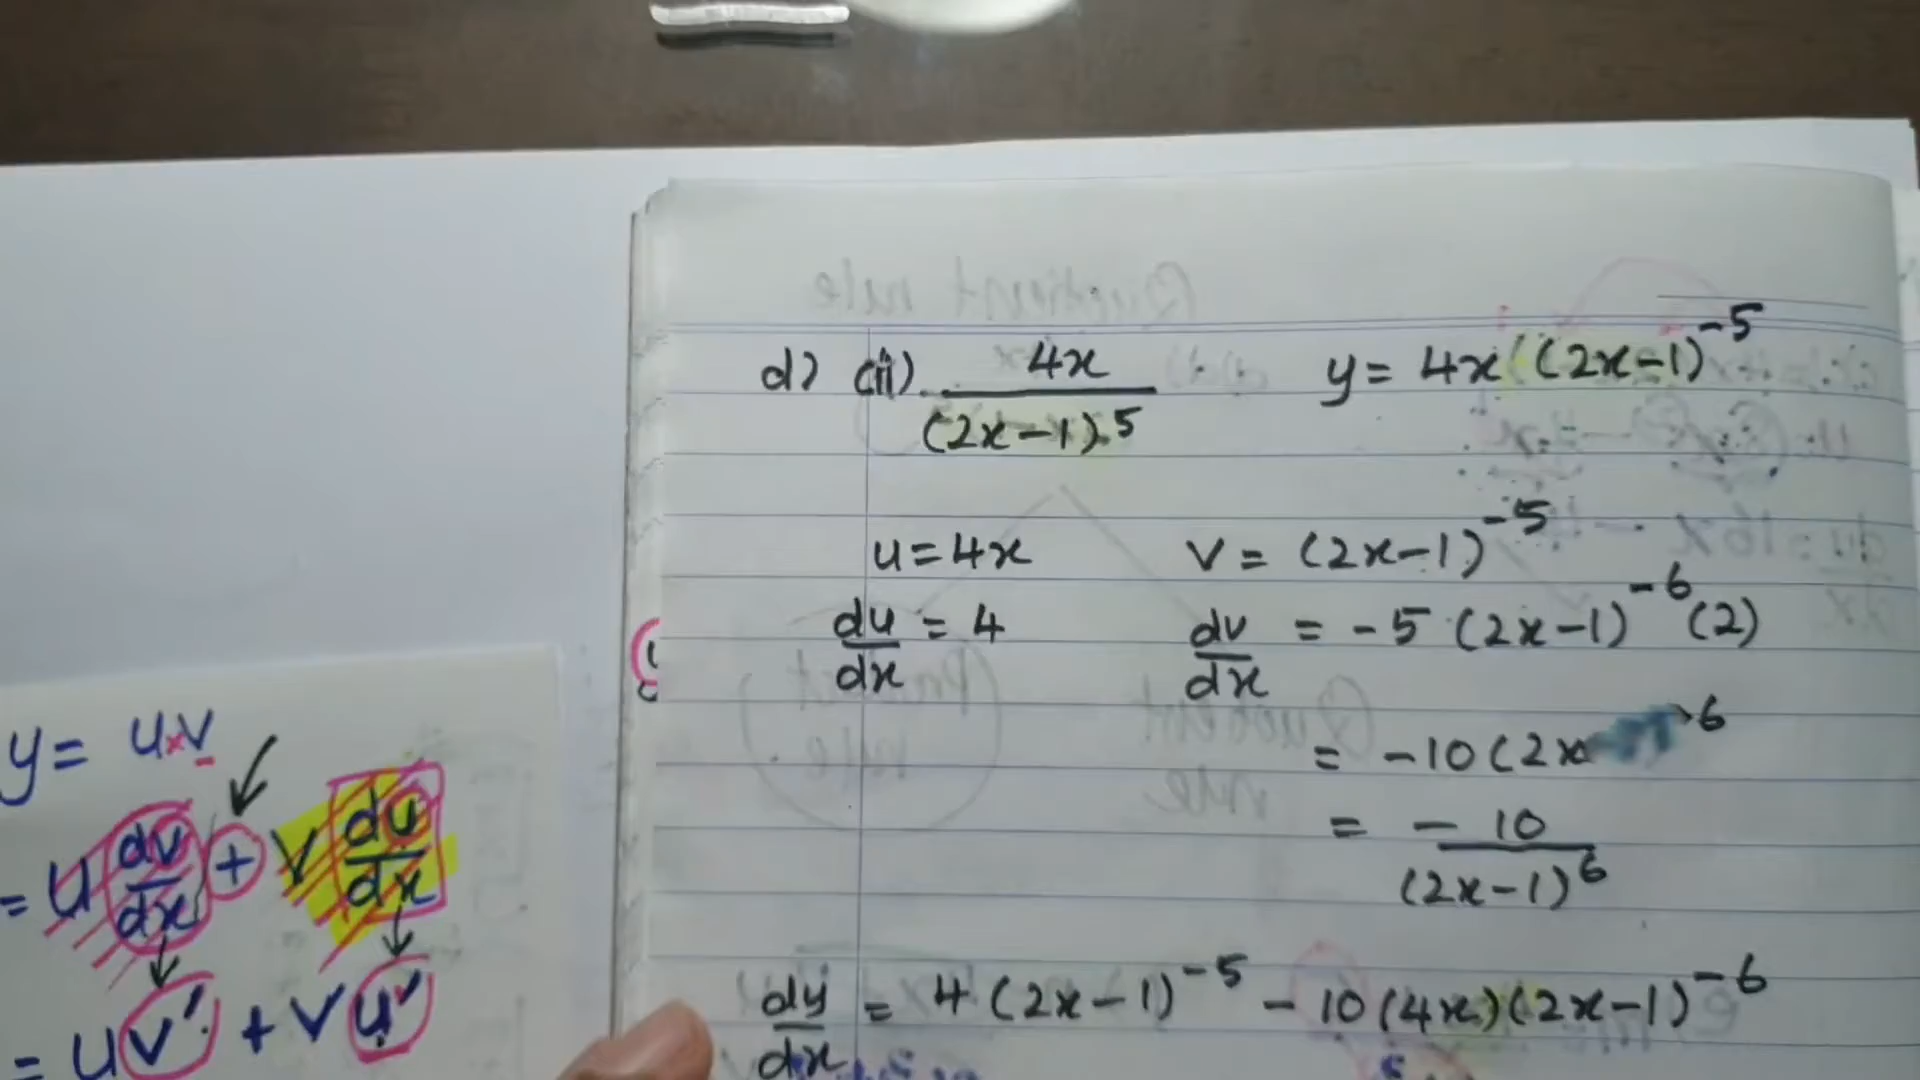 d) (ii) 4x / (2x-1)^5    y = 4x (2x-1)^-5
u = 4x    v = (2x-1)^-5
du/dx = 4    dv/dx = -5 (2x-1)^-6 (2)
= -10 (2x      ^-6
= -10 / (2x-1)^6
dy/dx = 4 (2x-1)^-5 - 10 (4x) (2x-1)^-6
y = u x v
= u dv/dx + v du/dx
= u v' + v u'